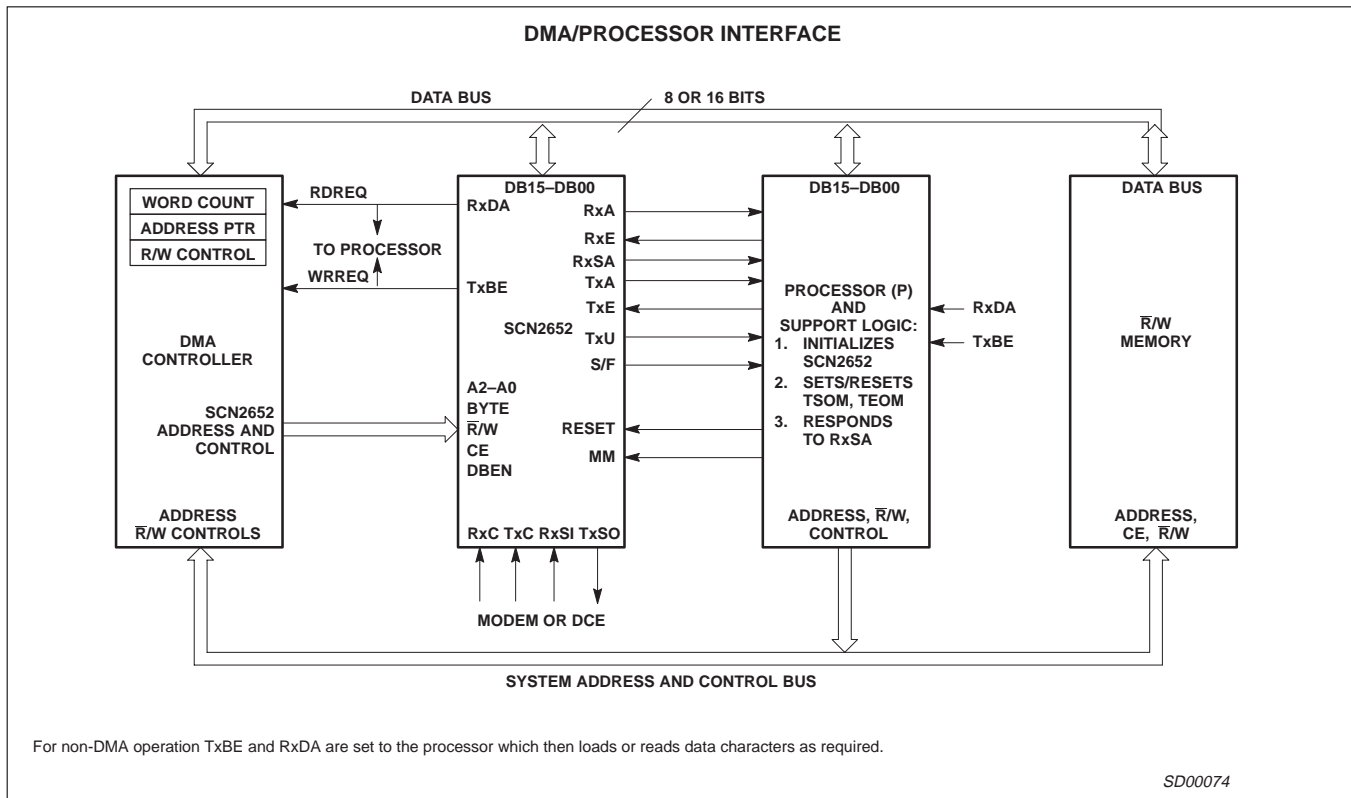 DMA/PROCESSOR INTERFACE
DATA BUS
8 OR 16 BITS
WORD COUNT
ADDRESS PTR
R/W CONTROL
DMA
CONTROLLER
SCN2652
ADDRESS AND
CONTROL
ADDRESS
R̅/W CONTROLS
RDREQ
TO PROCESSOR
WRREQ
DB15–DB00
RxDA
TxBE
SCN2652
A2–A0
BYTE
R̅/W
CE
DBEN
RxA
RxE
RxSA
TxA
TxE
TxU
S/F
RESET
MM
RxC TxC RxSI TxSO
MODEM OR DCE
DB15–DB00
PROCESSOR (P)
AND
SUPPORT LOGIC:
1. INITIALIZES
SCN2652
2. SETS/RESETS
TSOM, TEOM
3. RESPONDS
TO RxSA
ADDRESS, R̅/W,
CONTROL
RxDA
TxBE
DATA BUS
R̅/W
MEMORY
ADDRESS,
CE, R̅/W
SYSTEM ADDRESS AND CONTROL BUS
For non-DMA operation TxBE and RxDA are set to the processor which then loads or reads data characters as required.
SD00074